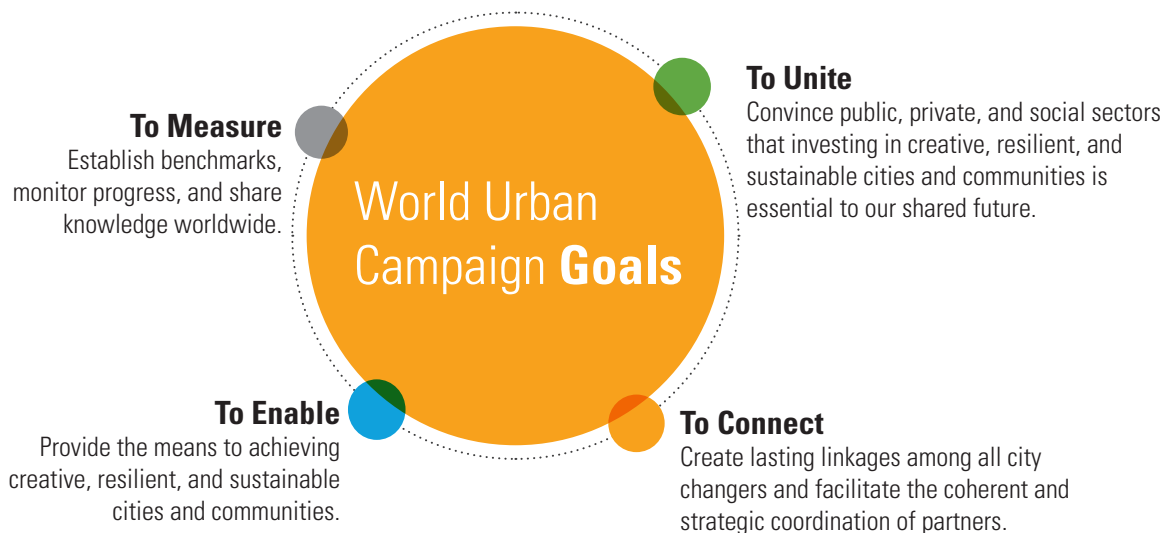 World Urban
Campaign Goals
To Unite
Convince public, private, and social sectors
that investing in creative, resilient, and
sustainable cities and communities is
essential to our shared future.
To Connect
Create lasting linkages among all city
changers and facilitate the coherent and
strategic coordination of partners.
To Enable
Provide the means to achieving
creative, resilient, and sustainable
cities and communities.
To Measure
Establish benchmarks,
monitor progress, and share
knowledge worldwide.